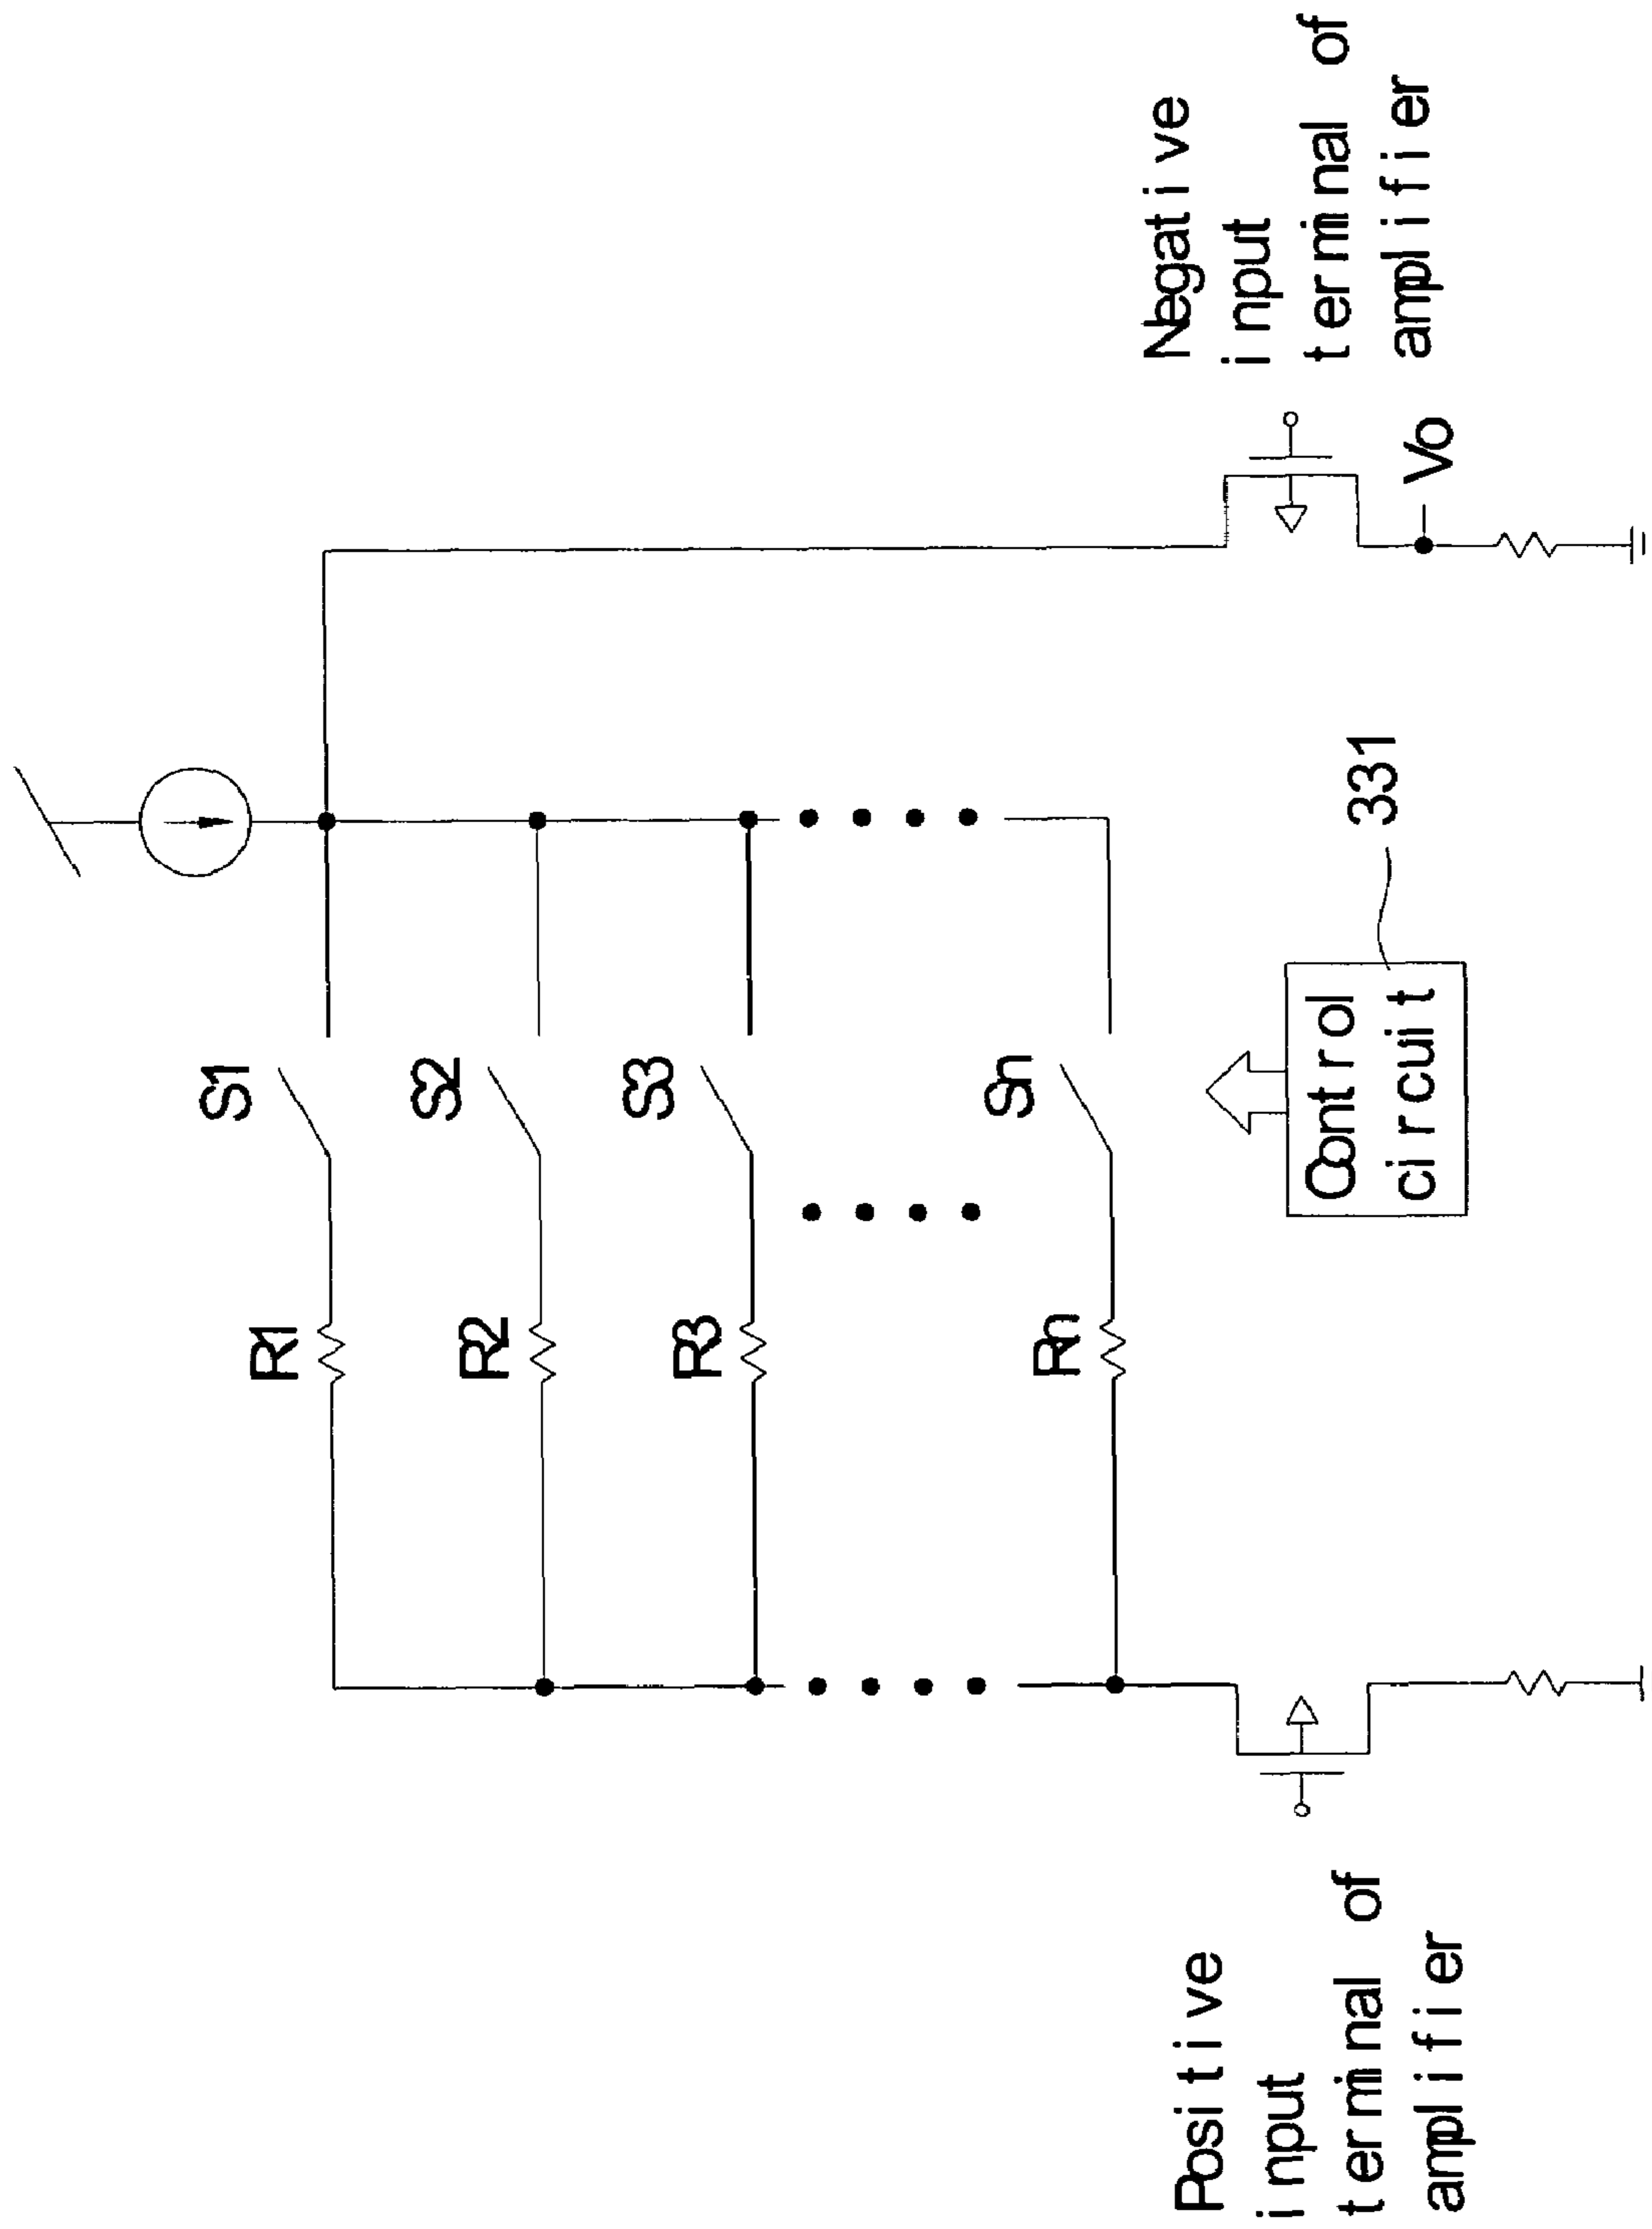 S1
R1
S2
R2
S3
R3
Sn
Rn
Control
circuit
331
Positive
input
terminal of
amplifier
Negative
input
terminal of
amplifier
Vo